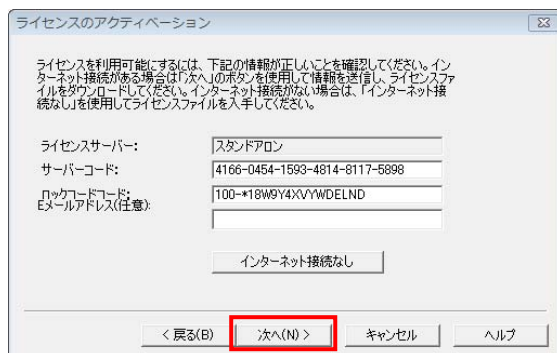 ライセンスのアクティベーション
ライセンスを利用可能にするには、下記の情報が正しいことを確認してください。イン
ターネット接続がある場合は「次へ」のボタンを使用して情報を送信し、ライセンスファ
イルをダウンロードしてください。インターネット接続がない場合は、「インターネット接
続なし」を使用してライセンスファイルを入手してください。
ライセンスサーバー: スタンドアロン
サーバーコード: 4166-0454-1593-4814-8117-5898
ロックコードコード: 100-*18W9Y4XVYWDELND
Eメールアドレス(任意):
インターネット接続なし
< 戻る(B) 次へ(N) > キャンセル ヘルプ